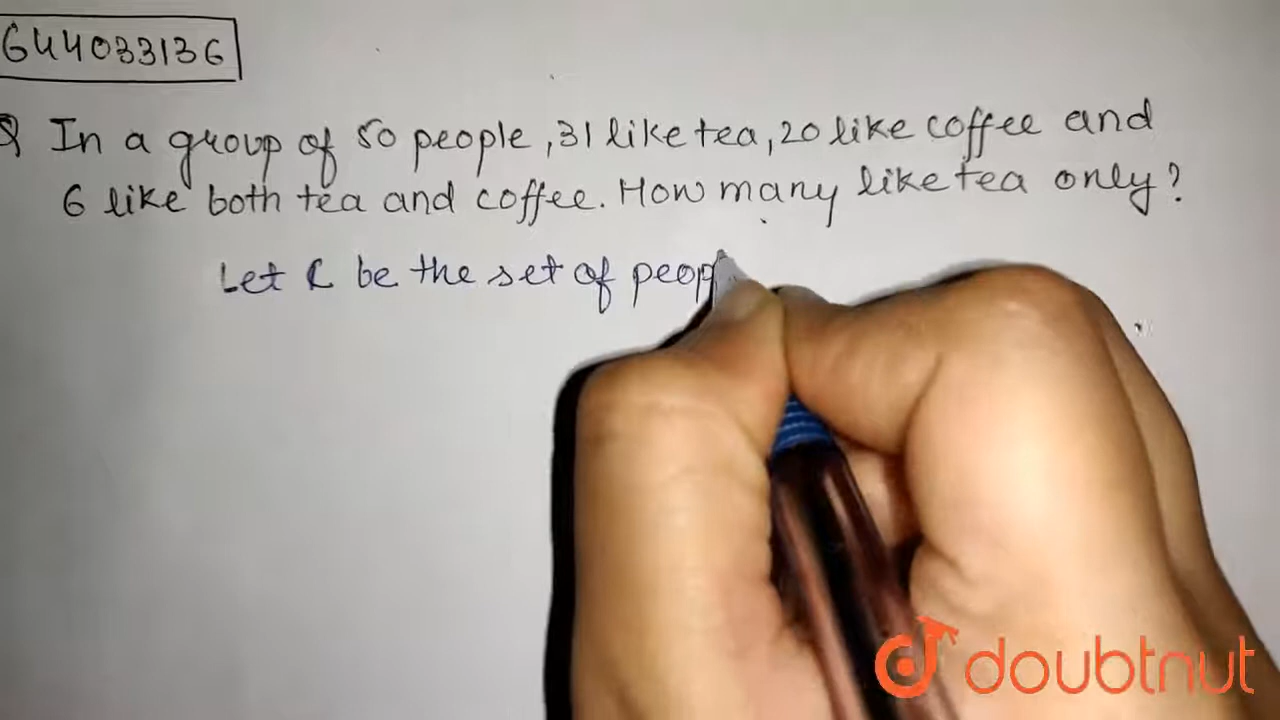 644033136
Q In a group of 50 people, 31 like tea, 20 like coffee and
6 like both tea and coffee. How many like tea only?
Let C be the set of peop
doubtnut